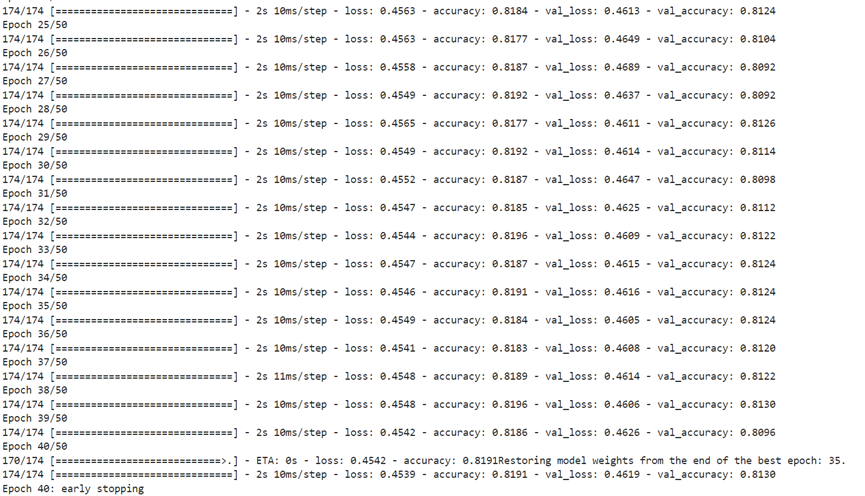 174/174 [==============================] - 2s 10ms/step - loss: 0.4563 - accuracy: 0.8184 - val_loss: 0.4613 - val_accuracy: 0.8124
Epoch 25/50
174/174 [==============================] - 2s 10ms/step - loss: 0.4563 - accuracy: 0.8177 - val_loss: 0.4649 - val_accuracy: 0.8104
Epoch 26/50
174/174 [==============================] - 2s 10ms/step - loss: 0.4558 - accuracy: 0.8187 - val_loss: 0.4689 - val_accuracy: 0.8092
Epoch 27/50
174/174 [==============================] - 2s 10ms/step - loss: 0.4549 - accuracy: 0.8192 - val_loss: 0.4637 - val_accuracy: 0.8092
Epoch 28/50
174/174 [==============================] - 2s 10ms/step - loss: 0.4565 - accuracy: 0.8177 - val_loss: 0.4611 - val_accuracy: 0.8126
Epoch 29/50
174/174 [==============================] - 2s 10ms/step - loss: 0.4549 - accuracy: 0.8192 - val_loss: 0.4614 - val_accuracy: 0.8114
Epoch 30/50
174/174 [==============================] - 2s 10ms/step - loss: 0.4552 - accuracy: 0.8187 - val_loss: 0.4647 - val_accuracy: 0.8098
Epoch 31/50
174/174 [==============================] - 2s 10ms/step - loss: 0.4547 - accuracy: 0.8185 - val_loss: 0.4625 - val_accuracy: 0.8112
Epoch 32/50
174/174 [==============================] - 2s 10ms/step - loss: 0.4544 - accuracy: 0.8196 - val_loss: 0.4609 - val_accuracy: 0.8122
Epoch 33/50
174/174 [==============================] - 2s 10ms/step - loss: 0.4547 - accuracy: 0.8187 - val_loss: 0.4615 - val_accuracy: 0.8124
Epoch 34/50
174/174 [==============================] - 2s 10ms/step - loss: 0.4546 - accuracy: 0.8191 - val_loss: 0.4616 - val_accuracy: 0.8124
Epoch 35/50
174/174 [==============================] - 2s 10ms/step - loss: 0.4549 - accuracy: 0.8184 - val_loss: 0.4605 - val_accuracy: 0.8124
Epoch 36/50
174/174 [==============================] - 2s 10ms/step - loss: 0.4541 - accuracy: 0.8183 - val_loss: 0.4608 - val_accuracy: 0.8120
Epoch 37/50
174/174 [==============================] - 2s 11ms/step - loss: 0.4548 - accuracy: 0.8189 - val_loss: 0.4614 - val_accuracy: 0.8122
Epoch 38/50
174/174 [==============================] - 2s 10ms/step - loss: 0.4548 - accuracy: 0.8196 - val_loss: 0.4606 - val_accuracy: 0.8130
Epoch 39/50
174/174 [==============================] - 2s 10ms/step - loss: 0.4542 - accuracy: 0.8186 - val_loss: 0.4626 - val_accuracy: 0.8096
Epoch 40/50
170/174 [============================>.] - ETA: 0s - loss: 0.4542 - accuracy: 0.8191Restoring model weights from the end of the best epoch: 35.
174/174 [==============================] - 2s 10ms/step - loss: 0.4539 - accuracy: 0.8191 - val_loss: 0.4619 - val_accuracy: 0.8130
Epoch 40: early stopping